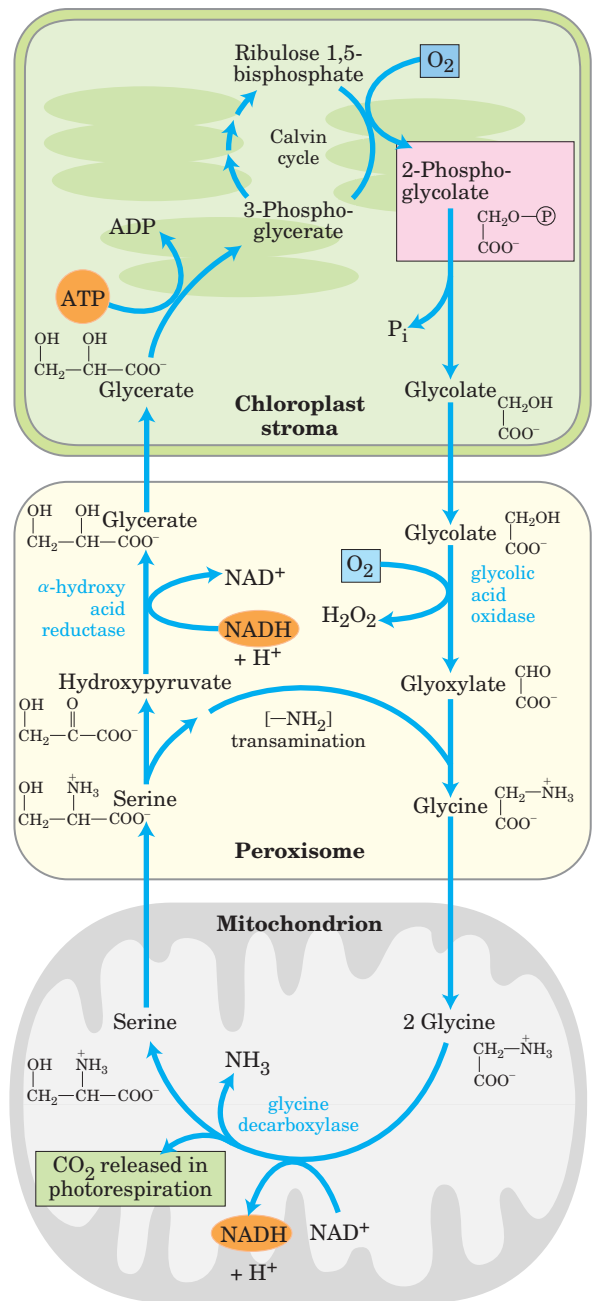 Ribulose 1,5-
bisphosphate
O₂
Calvin
cycle
2-Phospho-
glycolate
CH₂O—Ⓟ
COO⁻
3-Phospho-
glycerate
ADP
ATP
Pᵢ
OH OH
CH₂—CH—COO⁻
Glycerate
Glycolate
CH₂OH
COO⁻
Chloroplast
stroma
OH OH
CH₂—CH—COO⁻
Glycerate
Glycolate
CH₂OH
COO⁻
α-hydroxy
acid
reductase
NAD⁺
NADH
+ H⁺
O₂
H₂O₂
glycolic
acid
oxidase
Hydroxypyruvate
OH O
CH₂—C—COO⁻
[—NH₂]
transamination
Glyoxylate
CHO
COO⁻
OH ⁺NH₃
CH₂—CH—COO⁻
Serine
Glycine
CH₂—⁺NH₃
COO⁻
Peroxisome
Mitochondrion
Serine
OH ⁺NH₃
CH₂—CH—COO⁻
2 Glycine
CH₂—⁺NH₃
COO⁻
NH₃
glycine
decarboxylase
CO₂ released in
photorespiration
NADH
+ H⁺
NAD⁺